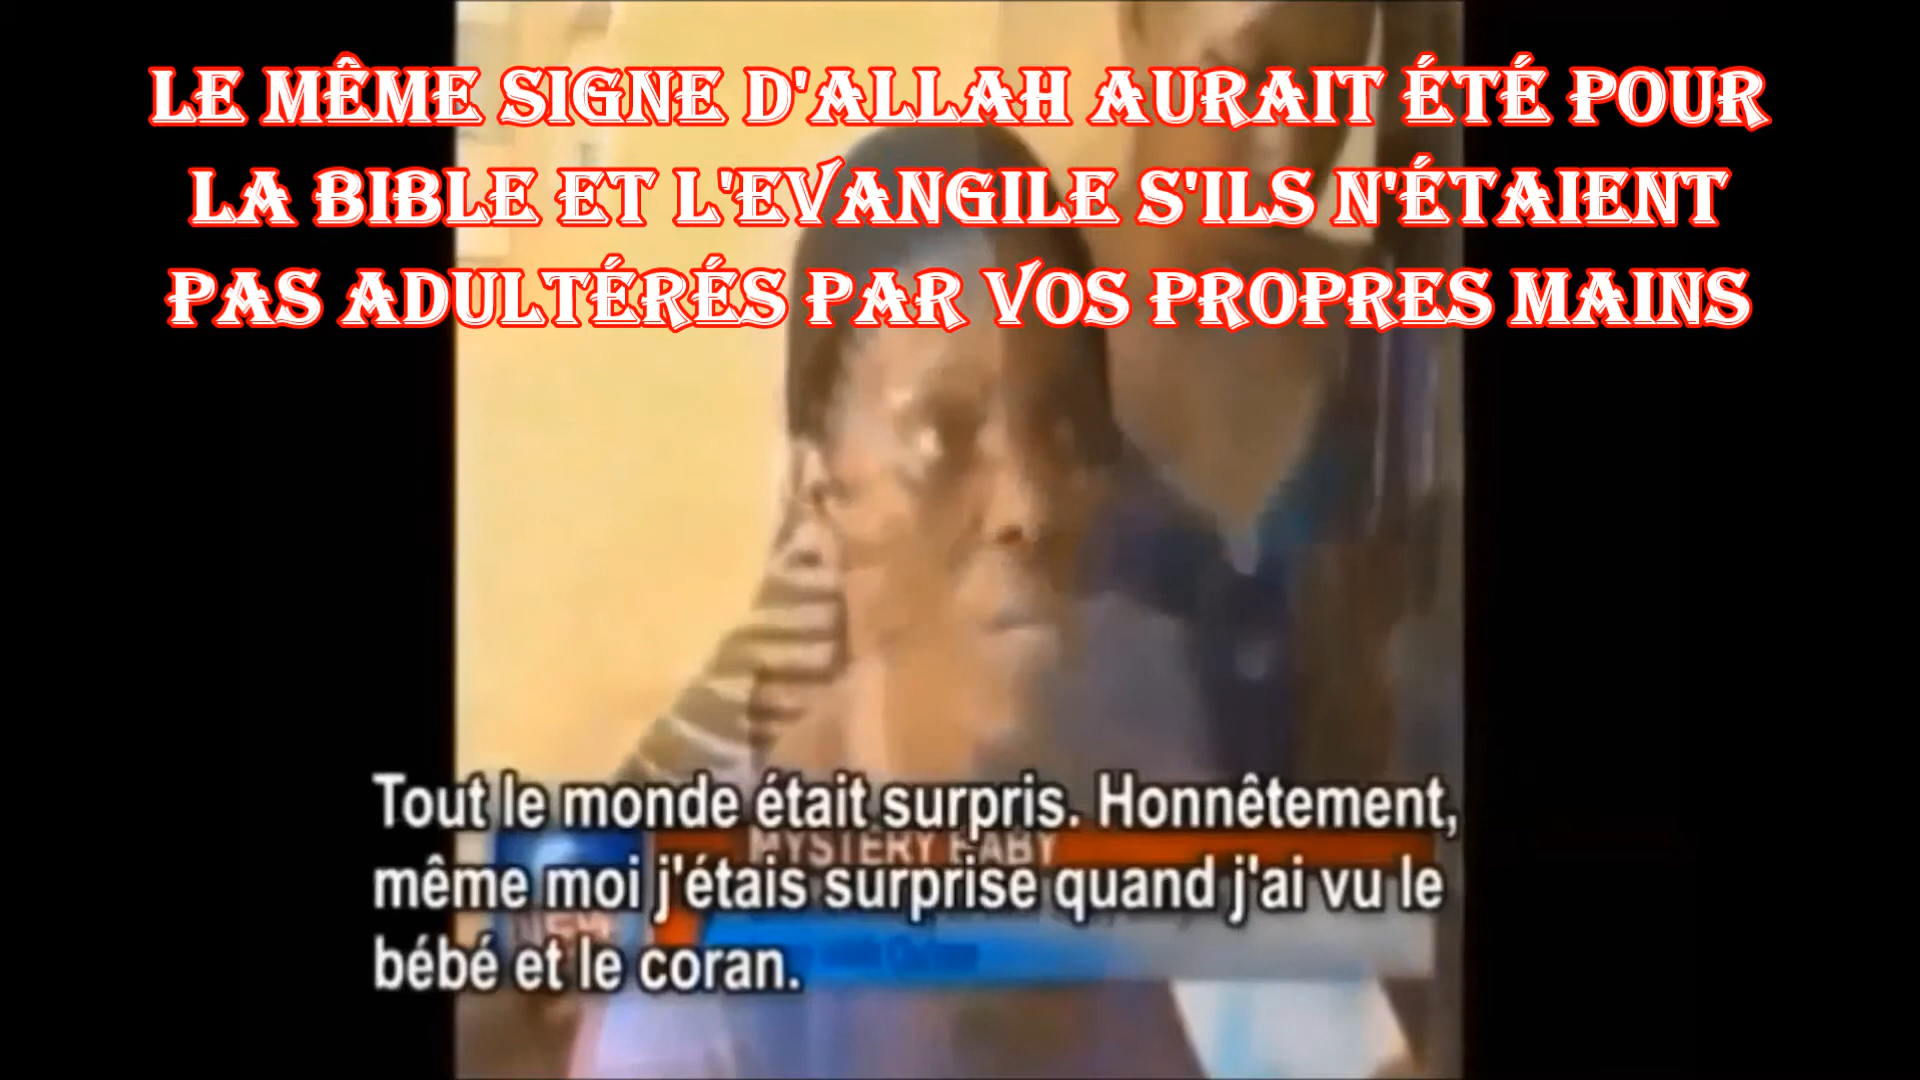 LE MÊME SIGNE D'ALLAH AURAIT ÉTÉ POUR
LA BIBLE ET L'EVANGILE S'ILS N'ÉTAIENT
PAS ADULTÉRÉS PAR VOS PROPRES MAINS
Tout le monde était surpris. Honnêtement,
MYSTERY BABY
même moi j'étais surprise quand j'ai vu le
bébé et le coran.